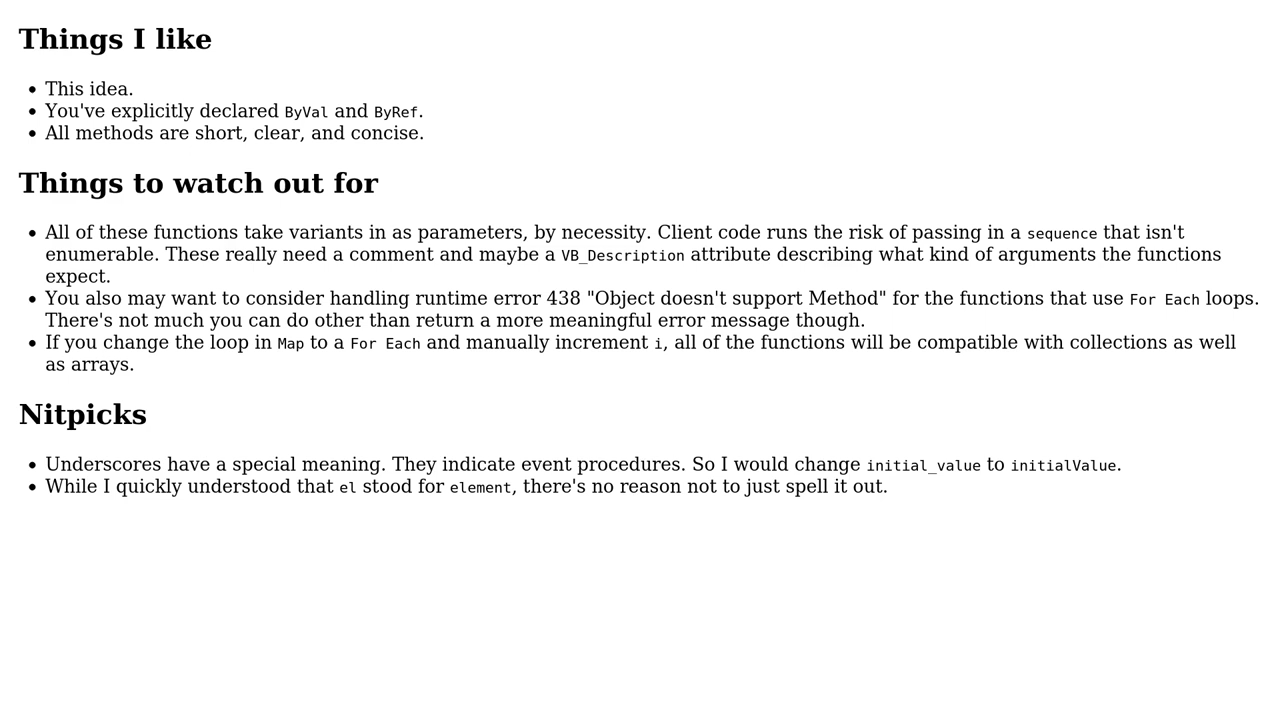 Things I like
This idea.
You've explicitly declared ByVal and ByRef.
All methods are short, clear, and concise.
Things to watch out for
All of these functions take variants in as parameters, by necessity. Client code runs the risk of passing in a sequence that isn't
enumerable. These really need a comment and maybe a VB_Description attribute describing what kind of arguments the functions
expect.
You also may want to consider handling runtime error 438 "Object doesn't support Method" for the functions that use For Each loops.
There's not much you can do other than return a more meaningful error message though.
If you change the loop in Map to a For Each and manually increment i, all of the functions will be compatible with collections as well
as arrays.
Nitpicks
Underscores have a special meaning. They indicate event procedures. So I would change initial_value to initialValue.
While I quickly understood that el stood for element, there's no reason not to just spell it out.